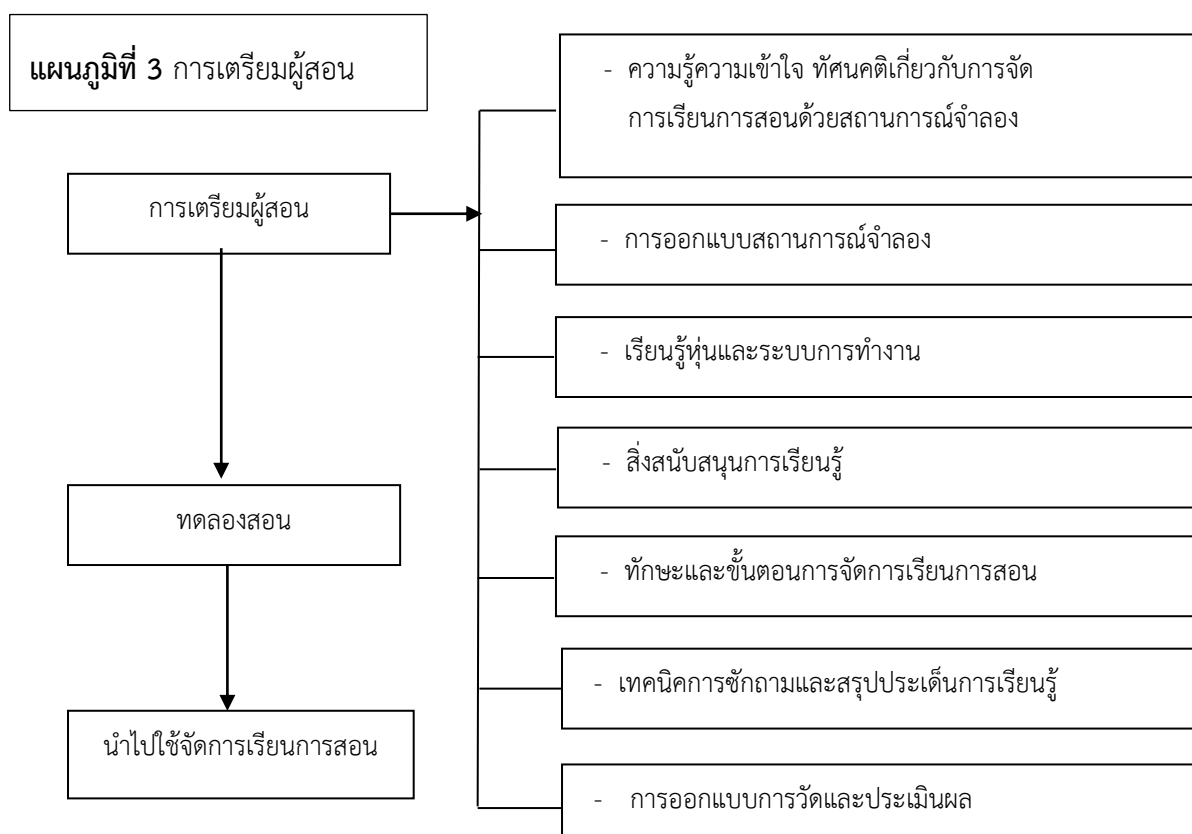 แผนภูมิที่ 3 การเตรียมผู้สอน
การเตรียมผู้สอน
ทดลองสอน
นำไปใช้จัดการเรียนการสอน
- ความรู้ความเข้าใจ ทัศนคติเกี่ยวกับการจัด
การเรียนการสอนด้วยสถานการณ์จำลอง
- การออกแบบสถานการณ์จำลอง
- เรียนรู้หุ่นและระบบการทำงาน
- สิ่งสนับสนุนการเรียนรู้
- ทักษะและขั้นตอนการจัดการเรียนการสอน
- เทคนิคการซักถามและสรุปประเด็นการเรียนรู้
- การออกแบบการวัดและประเมินผล